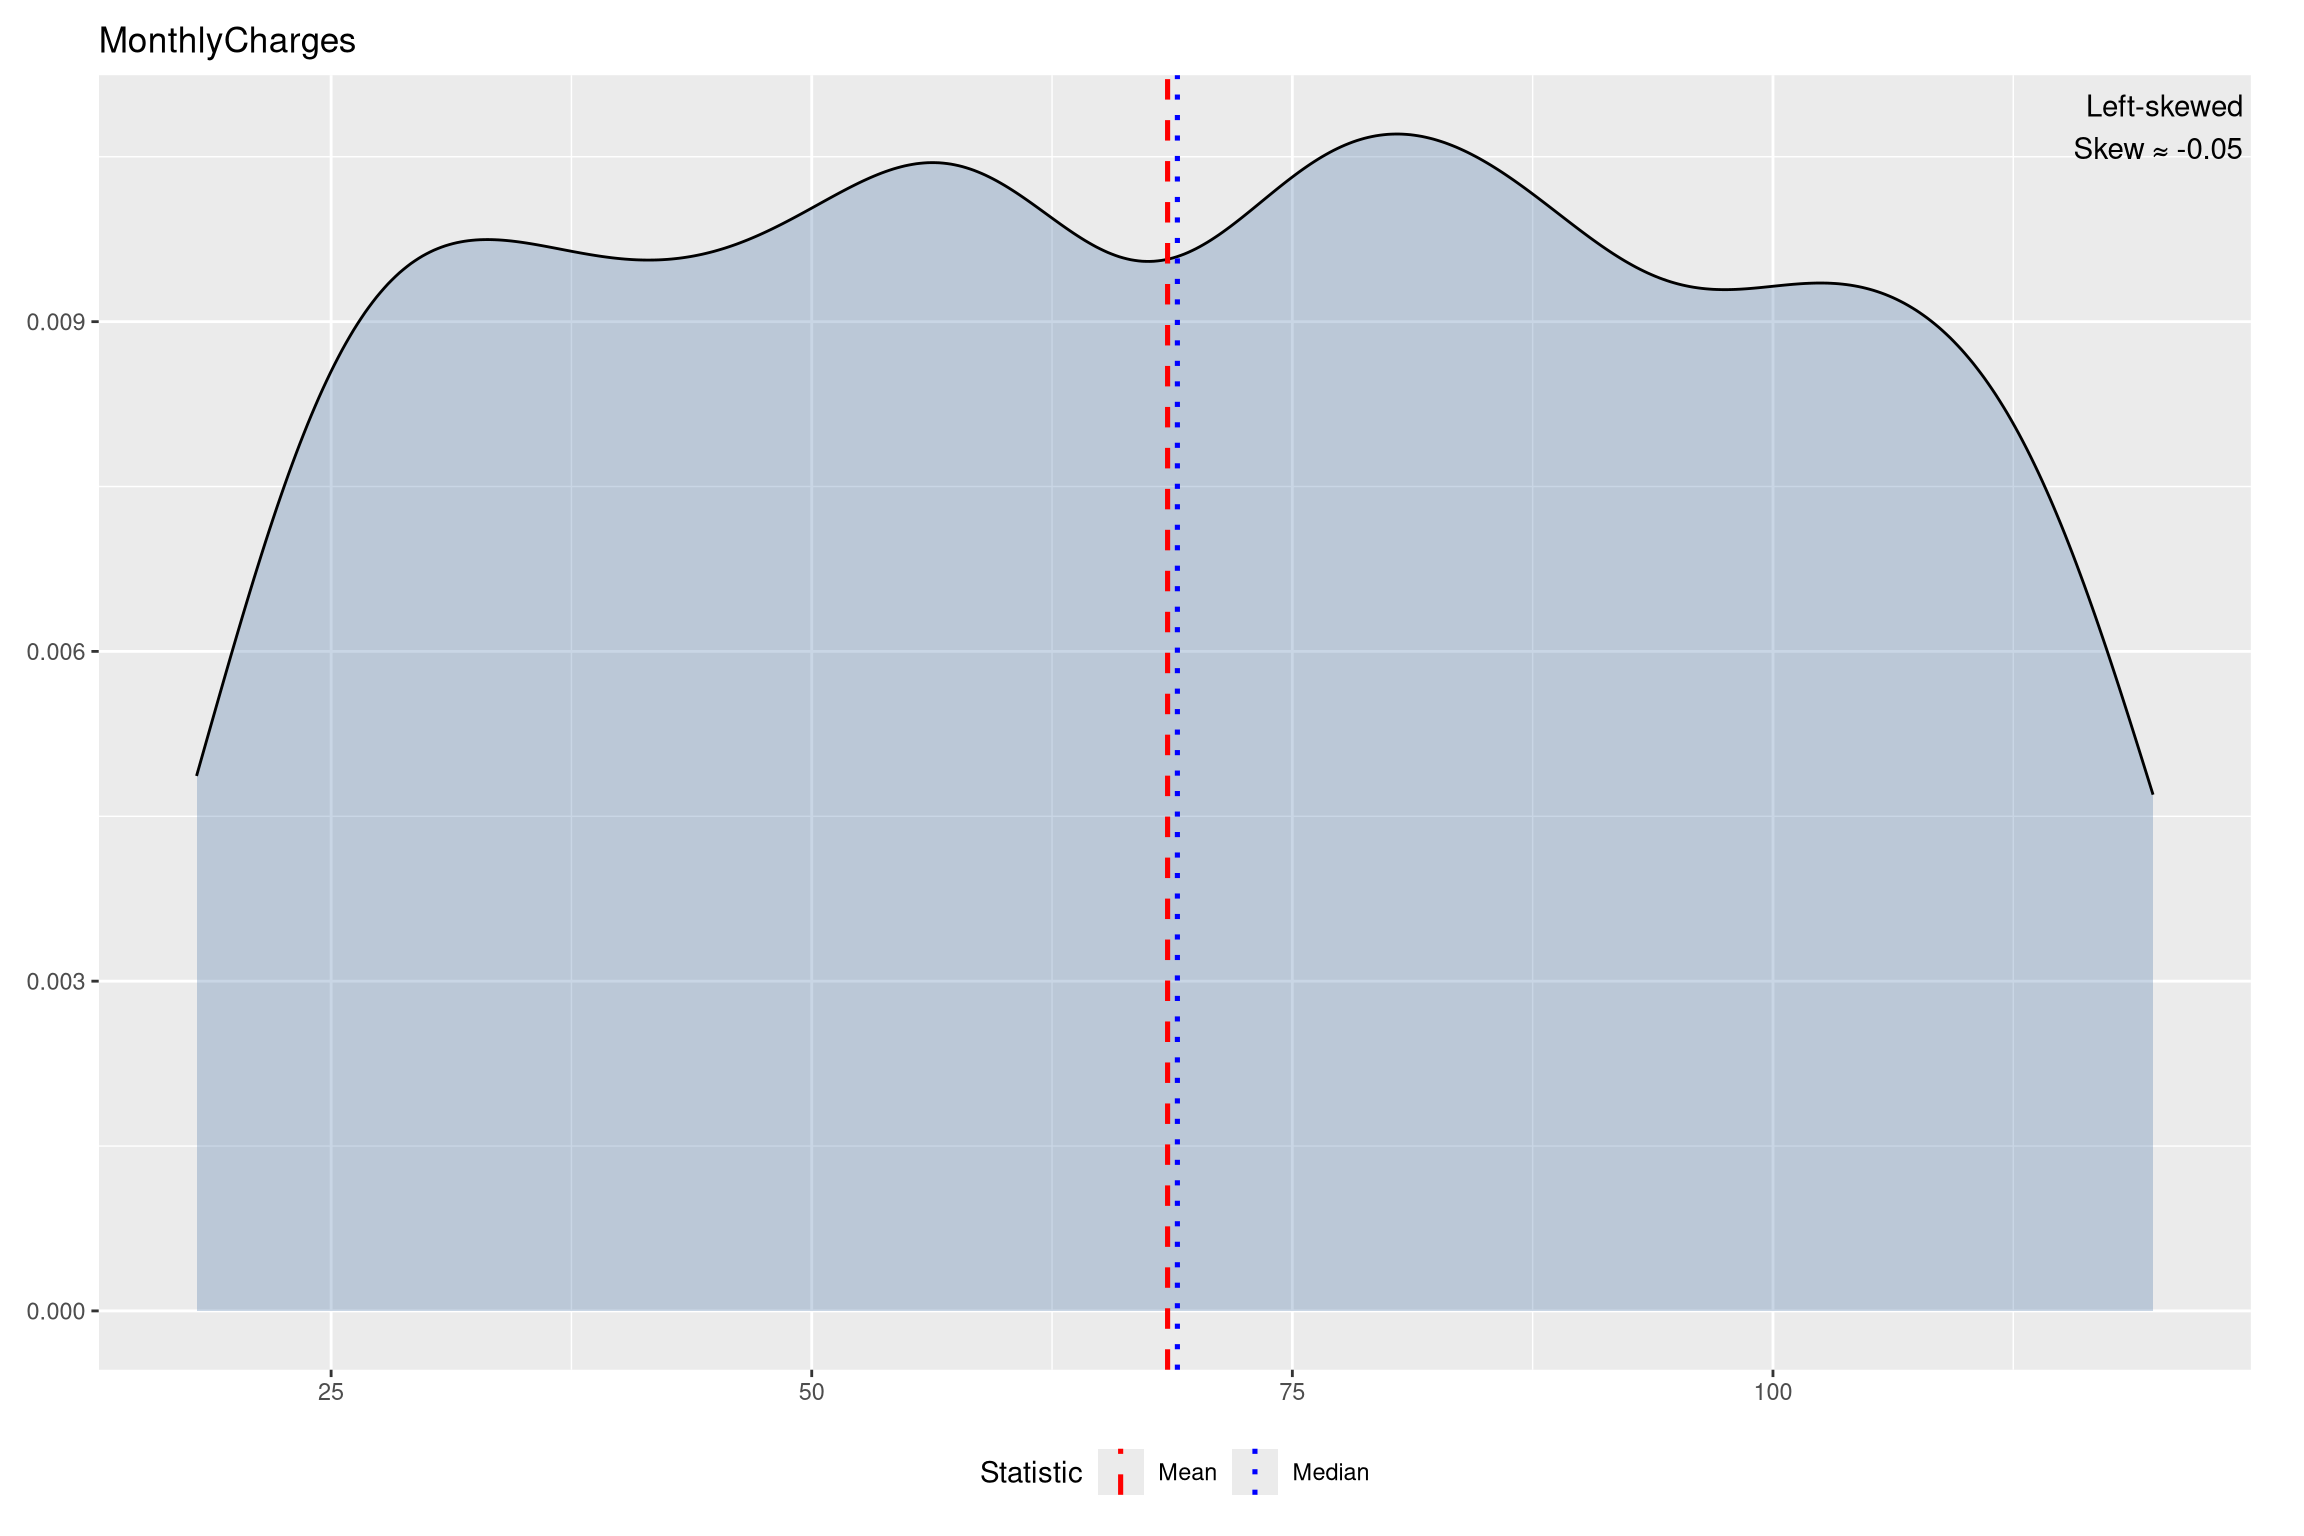 MonthlyCharges
Left-skewed
Skew ≈ -0.05
0.009
0.006
0.003
0.000
25 50 75 100
Statistic Mean Median